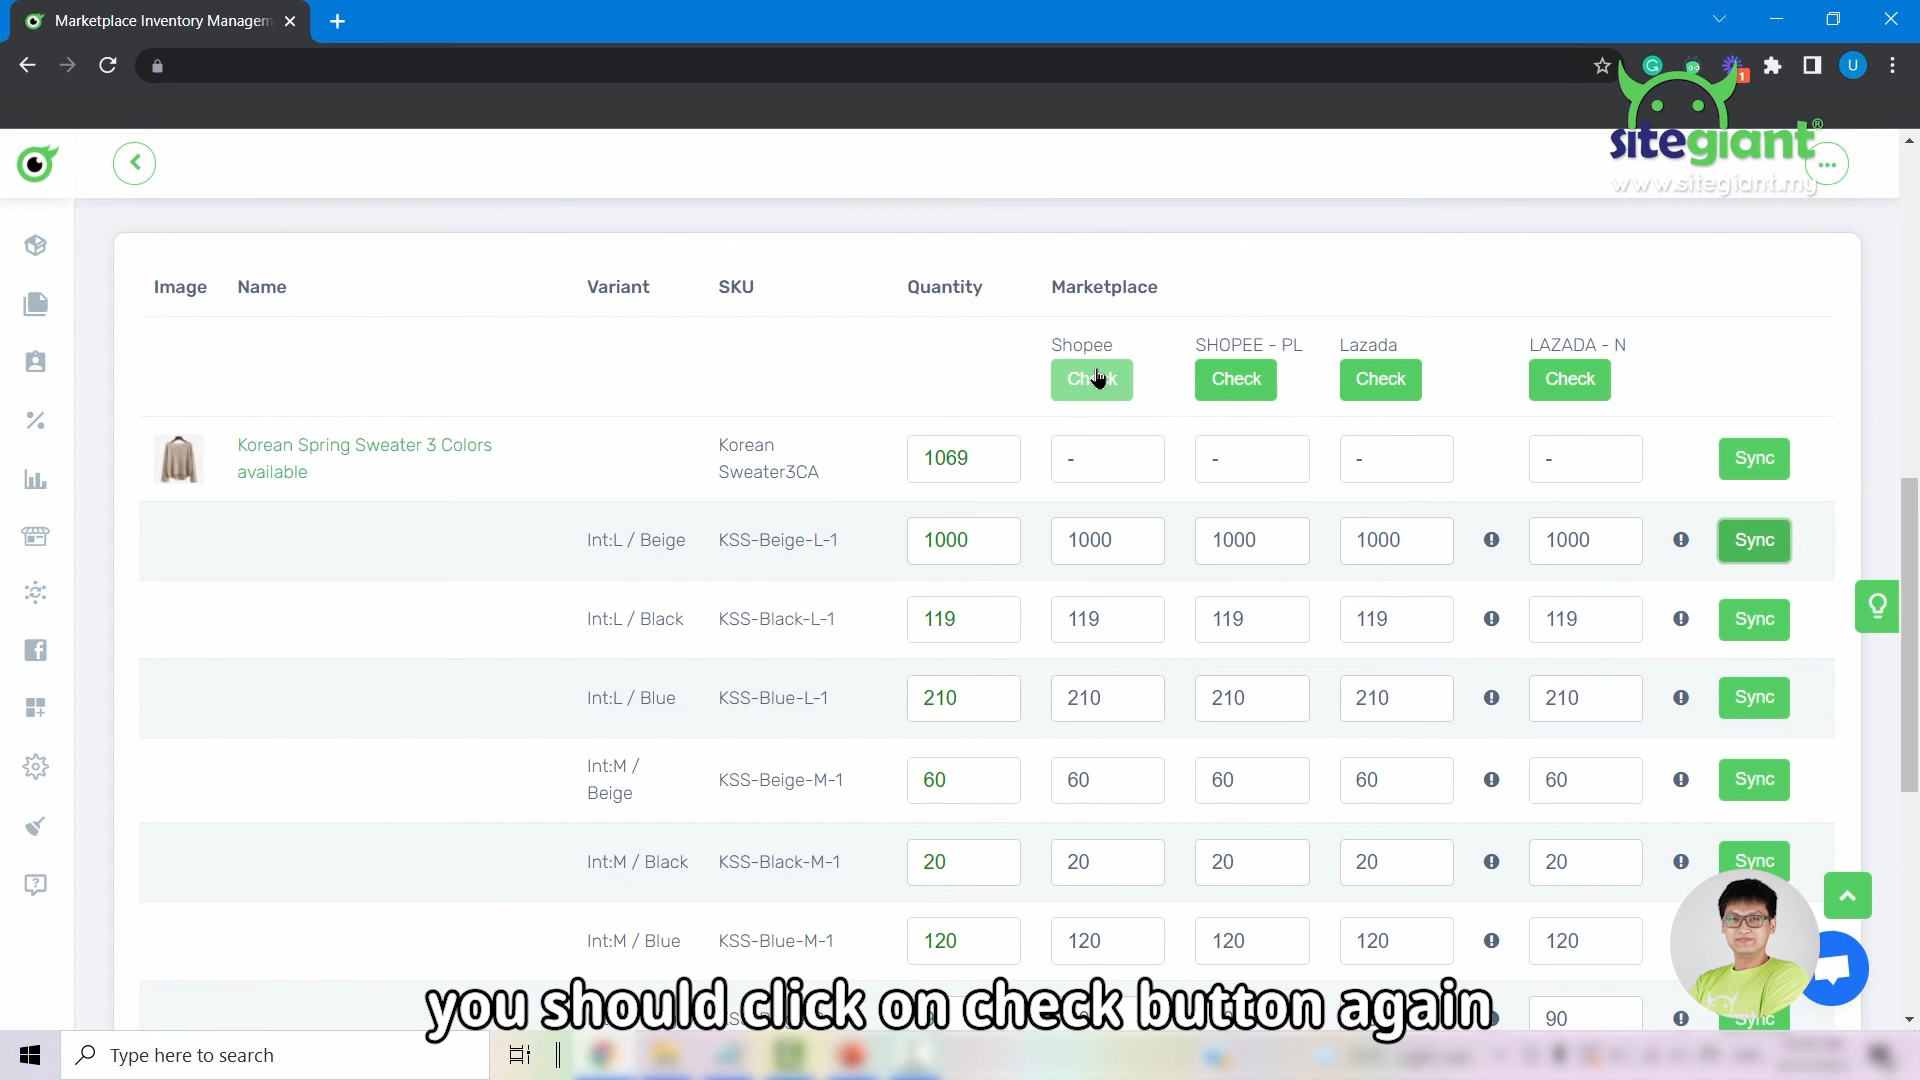 Marketplace Inventory Managem
U
1
sitegiant®
www.sitegiant.my
Image Name Variant SKU Quantity Marketplace
Shopee SHOPEE - PL Lazada LAZADA - N
Check Check Check Check
Korean Spring Sweater 3 Colors available Korean Sweater3CA 1069 - - - - Sync
Int:L / Beige KSS-Beige-L-1 1000 1000 1000 1000 1000 Sync
Int:L / Black KSS-Black-L-1 119 119 119 119 119 Sync
Int:L / Blue KSS-Blue-L-1 210 210 210 210 210 Sync
Int:M / Beige KSS-Beige-M-1 60 60 60 60 60 Sync
Int:M / Black KSS-Black-M-1 20 20 20 20 20 Sync
Int:M / Blue KSS-Blue-M-1 120 120 120 120 120
90 Sync
you should click on check button again
Type here to search